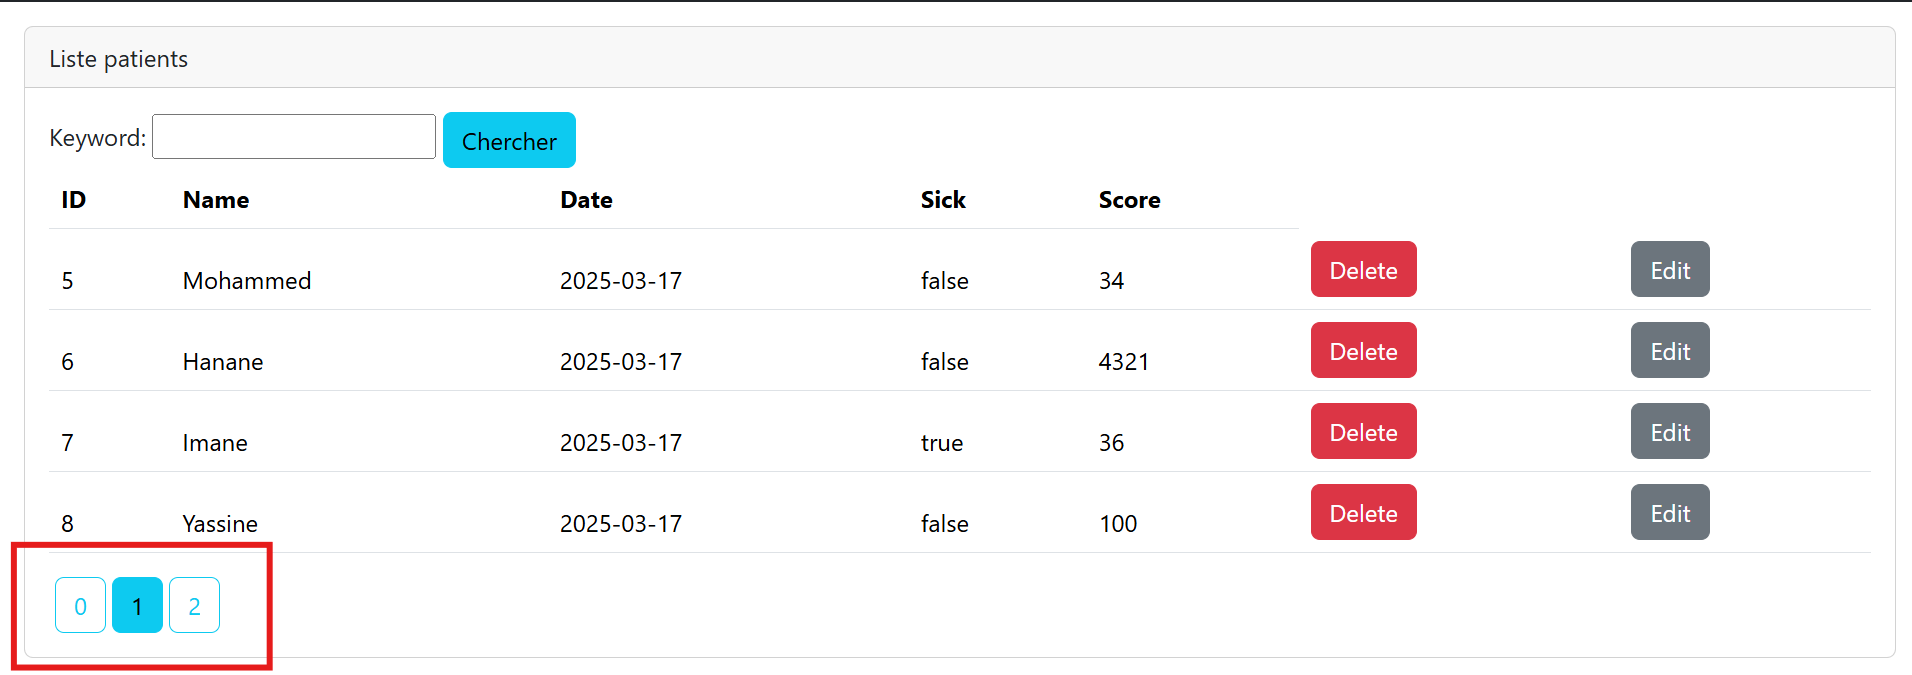 Liste patients
Keyword: Chercher
ID Name Date Sick Score
5 Mohammed 2025-03-17 false 34 Delete Edit
6 Hanane 2025-03-17 false 4321 Delete Edit
7 Imane 2025-03-17 true 36 Delete Edit
8 Yassine 2025-03-17 false 100 Delete Edit
0 1 2